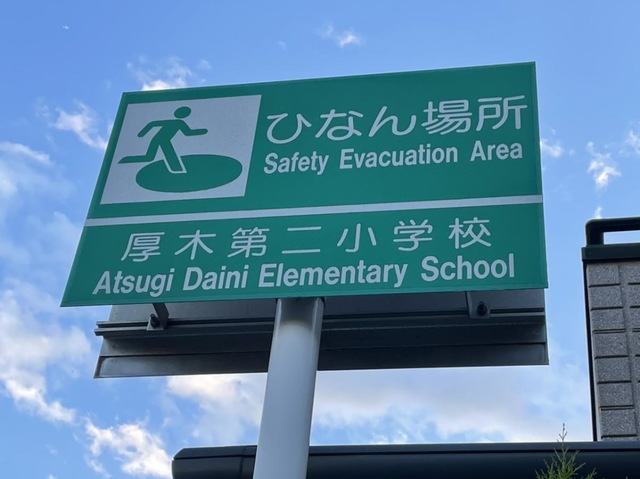 ひなん場所
Safety Evacuation Area
厚木第二小学校
Atsugi Daini Elementary School